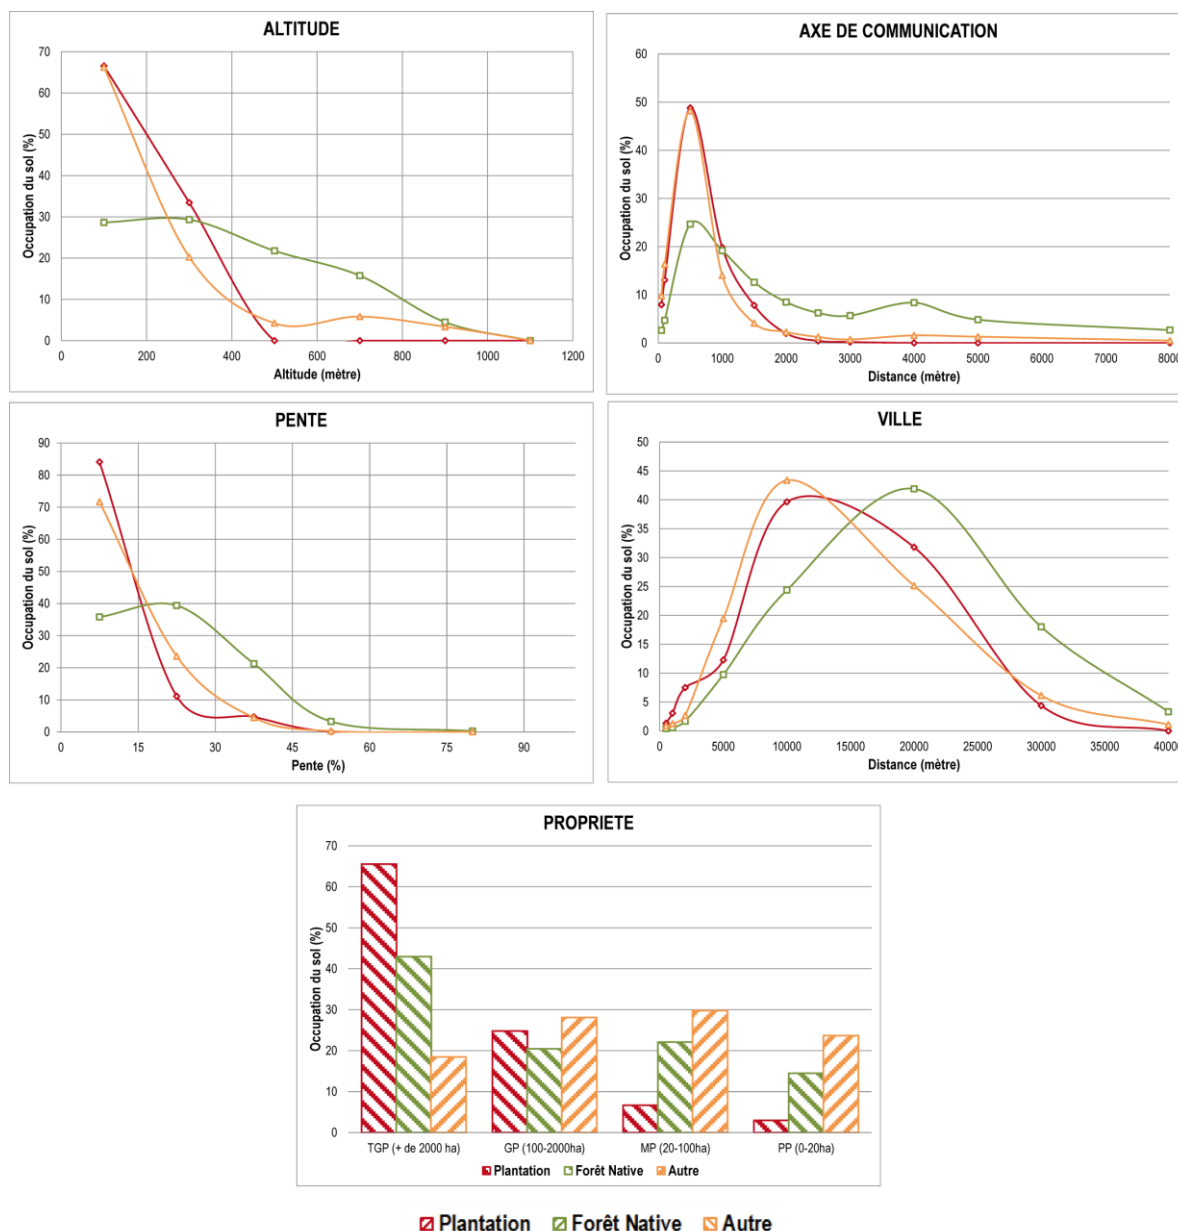 ALTITUDE
Occupation du sol (%)
70
60
50
40
30
20
10
0
0 200 400 600 800 1000 1200
Altitude (mètre)
AXE DE COMMUNICATION
Occupation du sol (%)
60
50
40
30
20
10
0
0 1000 2000 3000 4000 5000 6000 7000 8000
Distance (mètre)
PENTE
Occupation du sol (%)
90
80
70
60
50
40
30
20
10
0
0 15 30 45 60 75 90
Pente (%)
VILLE
Occupation du sol (%)
50
45
40
35
30
25
20
15
10
5
0
0 5000 10000 15000 20000 25000 30000 35000 40000
Distance (mètre)
PROPRIETE
Occupation du sol (%)
70
60
50
40
30
20
10
0
TGP (+ de 2000 ha) GP (100-2000ha) MP (20-100ha) PP (0-20ha)
Plantation Forêt Native Autre
Plantation Forêt Native Autre